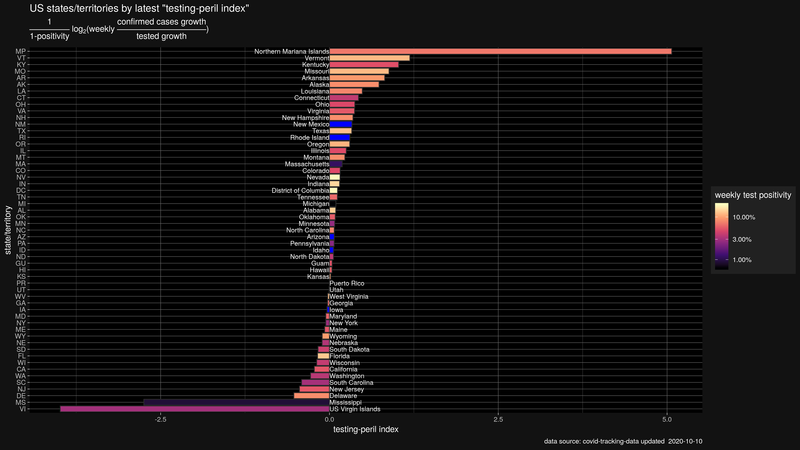 US states/territories by latest "testing-peril index"
1 confirmed cases growth
1-positivity log2(weekly tested growth)
MP Northern Mariana Islands
VT Vermont
KY Kentucky
MO Missouri
AR Arkansas
AK Alaska
LA Louisiana
CT Connecticut
OH Ohio
VA Virginia
NH New Hampshire
NM New Mexico
TX Texas
RI Rhode Island
OR Oregon
IL Illinois
MT Montana
MA Massachusetts
CO Colorado
NV Nevada
IN Indiana
DC District of Columbia
TN Tennessee
MI Michigan
AL Alabama
OK Oklahoma
MN Minnesota
NC North Carolina
AZ Arizona
PA Pennsylvania
ID Idaho
ND North Dakota
GU Guam
HI Hawaii
KS Kansas
PR Puerto Rico
UT Utah
WV West Virginia
GA Georgia
IA Iowa
MD Maryland
NY New York
ME Maine
WY Wyoming
NE Nebraska
SD South Dakota
FL Florida
WI Wisconsin
CA California
WA Washington
SC South Carolina
NJ New Jersey
DE Delaware
MS Mississippi
VI US Virgin Islands
state/territory
-2.5 0.0 2.5 5.0
testing-peril index
weekly test positivity
10.00%
3.00%
1.00%
data source: covid-tracking-data updated 2020-10-10